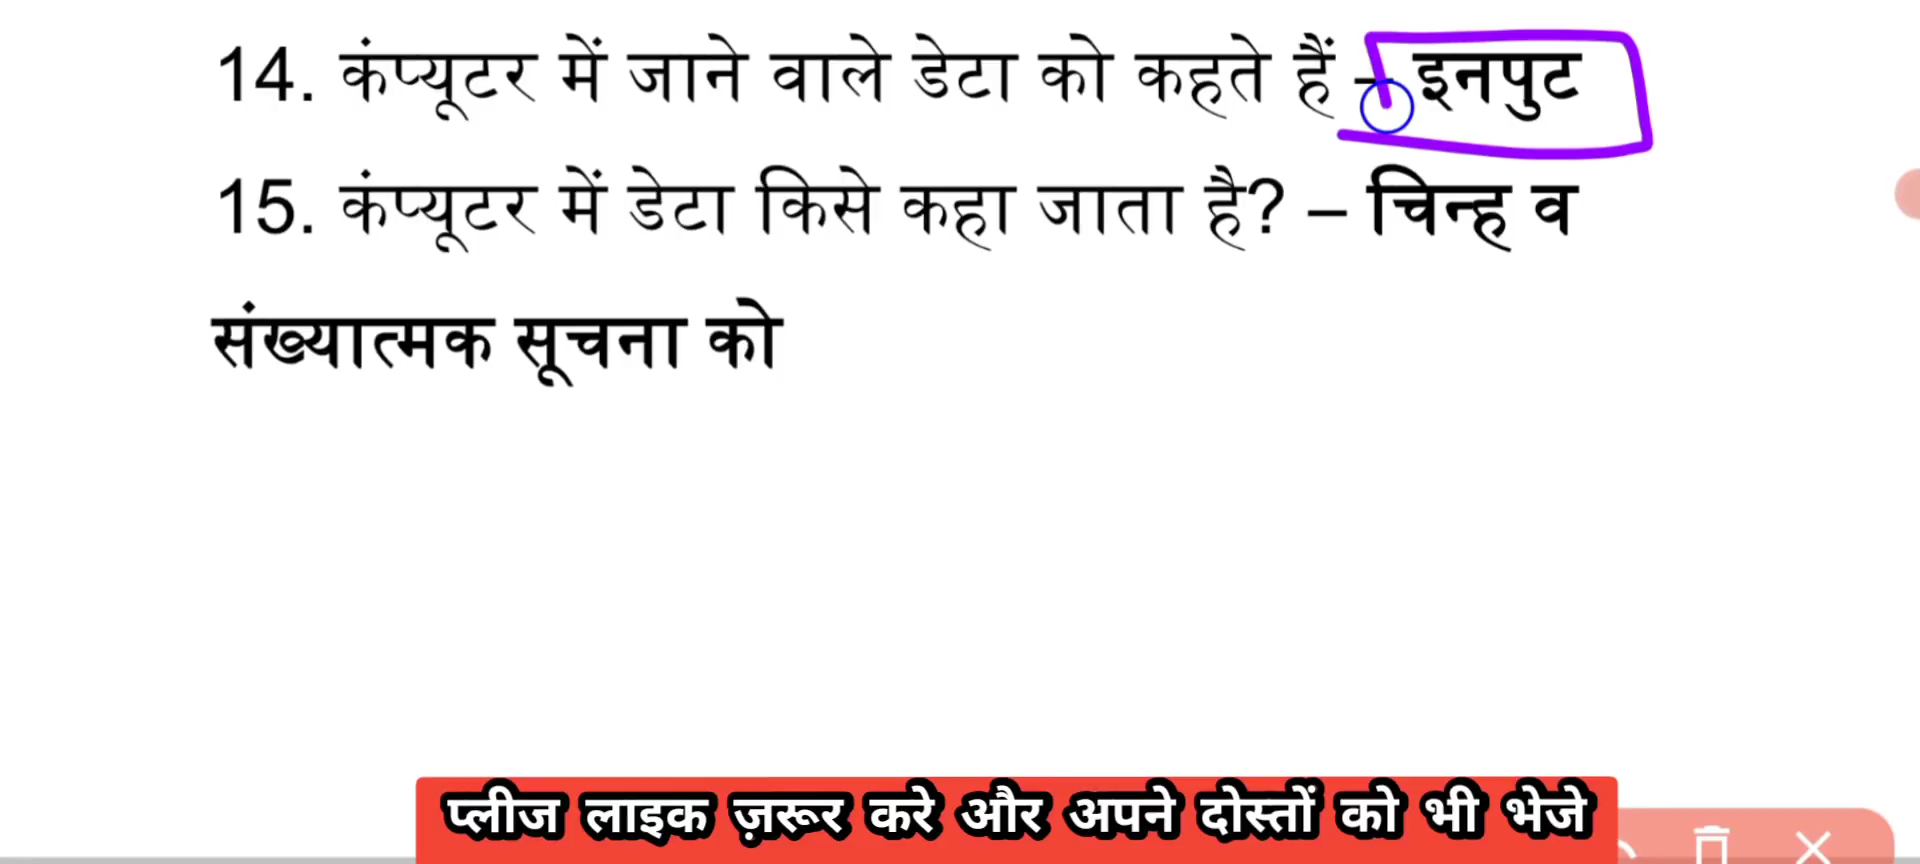 14. कंप्यूटर में जाने वाले डेटा को कहते हैं – इनपुट
15. कंप्यूटर में डेटा किसे कहा जाता है? – चिन्ह व
संख्यात्मक सूचना को
प्लीज लाइक ज़रूर करे और अपने दोस्तों को भी भेजे